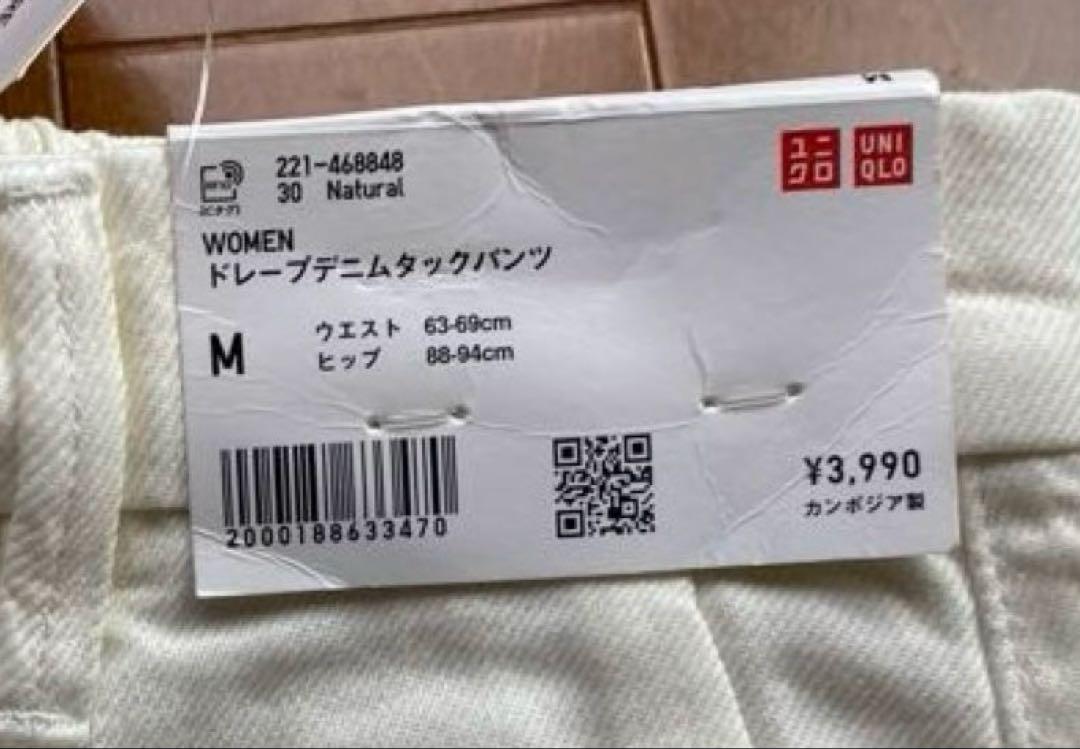 221-468848
30 Natural
ユニ
クロ
UNI
QLO
WOMEN
ドレープデニムタックパンツ
M
ウエスト 63-69cm
ヒップ 88-94cm
2000188633470
¥3,990
カンボジア製